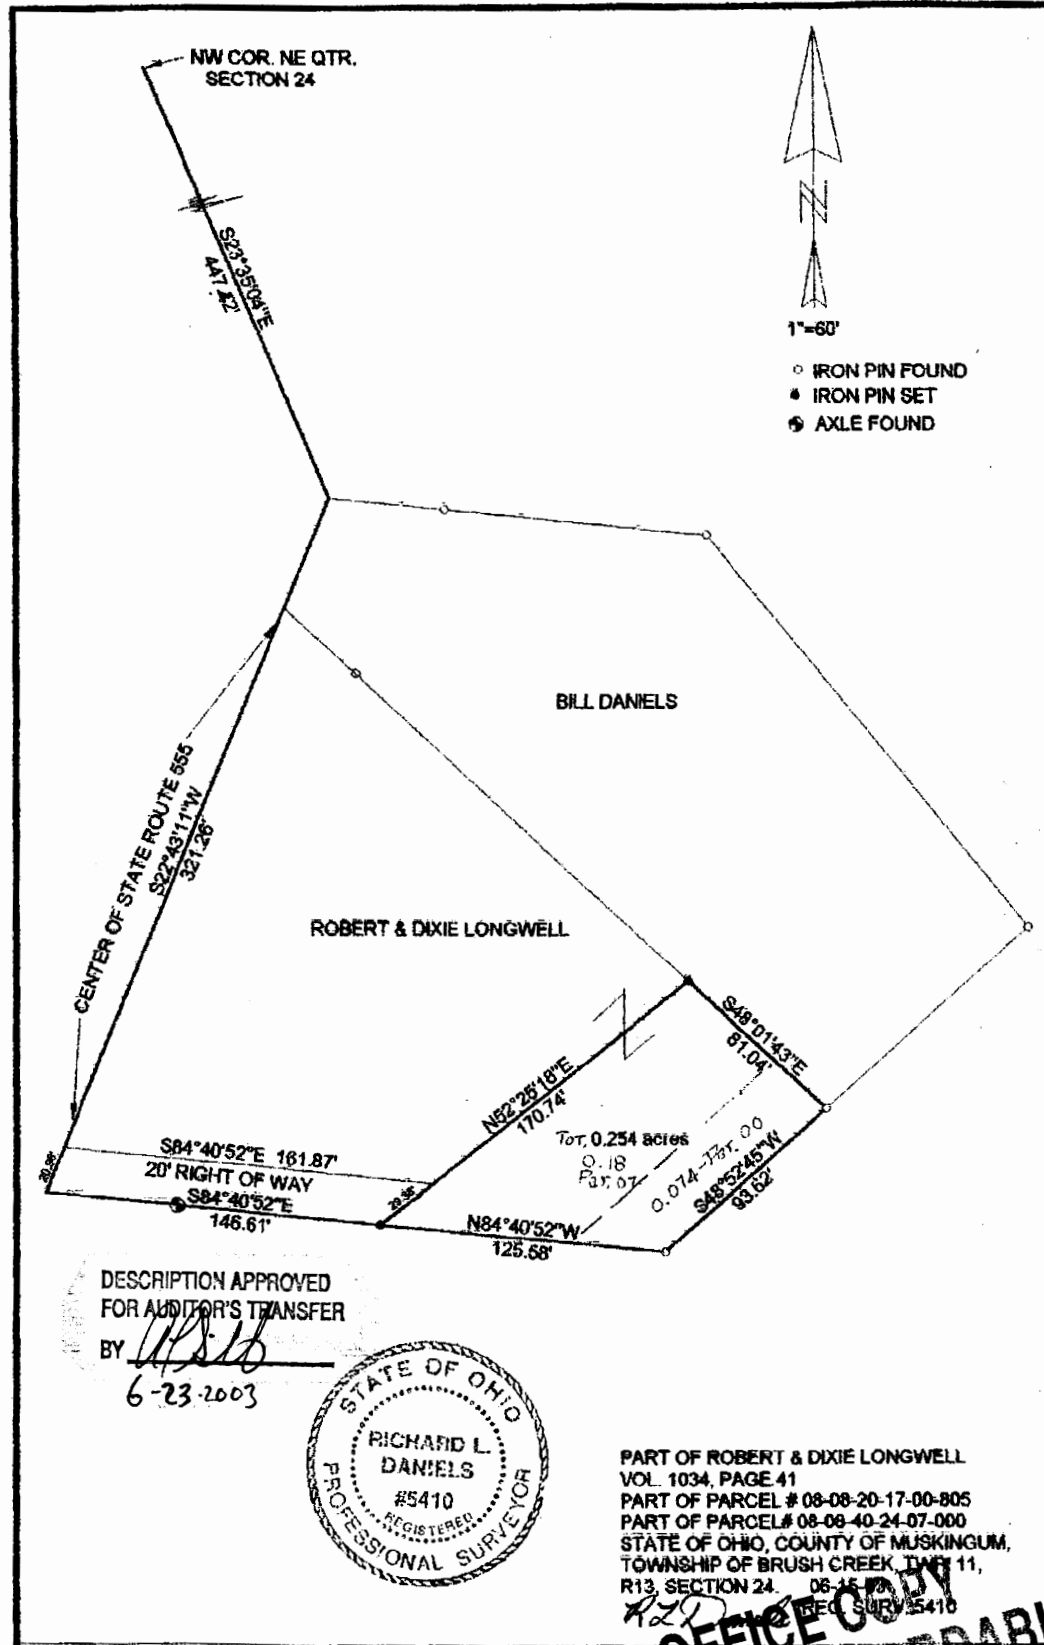 NW COR. NE QTR.
SECTION 24
N
1"=60'
IRON PIN FOUND
IRON PIN SET
AXLE FOUND
S23°35'04"E
447.42'
BILL DANIELS
CENTER OF STATE ROUTE 555
S22°43'11"W
321.26'
ROBERT & DIXIE LONGWELL
S48°01'43"E
81.04'
N52°25'18"E
170.74'
Tot. 0.254 acres
0.18
Par. 07
0.074-Par. 00
S48°52'45"W
93.62'
S84°40'52"E 161.87'
20' RIGHT OF WAY
S84°40'52"E
146.61'
N84°40'52"W
125.58'
DESCRIPTION APPROVED
FOR AUDITOR'S TRANSFER
BY
6-23-2003
STATE OF OHIO
RICHARD L.
DANIELS
#5410
REGISTERED
PROFESSIONAL SURVEYOR
PART OF ROBERT & DIXIE LONGWELL
VOL. 1034, PAGE 41
PART OF PARCEL # 08-08-20-17-00-805
PART OF PARCEL# 08-08-40-24-07-000
STATE OF OHIO, COUNTY OF MUSKINGUM,
TOWNSHIP OF BRUSH CREEK, 11,
R13, SECTION 24.
REG. SURV. 5410
OFFICE COPY